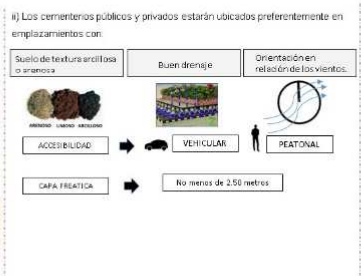 ii) Los cementerios públicos y privados estarán ubicados preferentemente en
emplazamientos con:
Suelo de textura arcillosa
o arenosa
Buen drenaje
Orientación en
relación de los vientos.
ARENOSO LIMOSO ARCILLOSO
ACCESIBILIDAD
VEHICULAR
PEATONAL
CAPA FREATICA
No menos de 2.50 metros